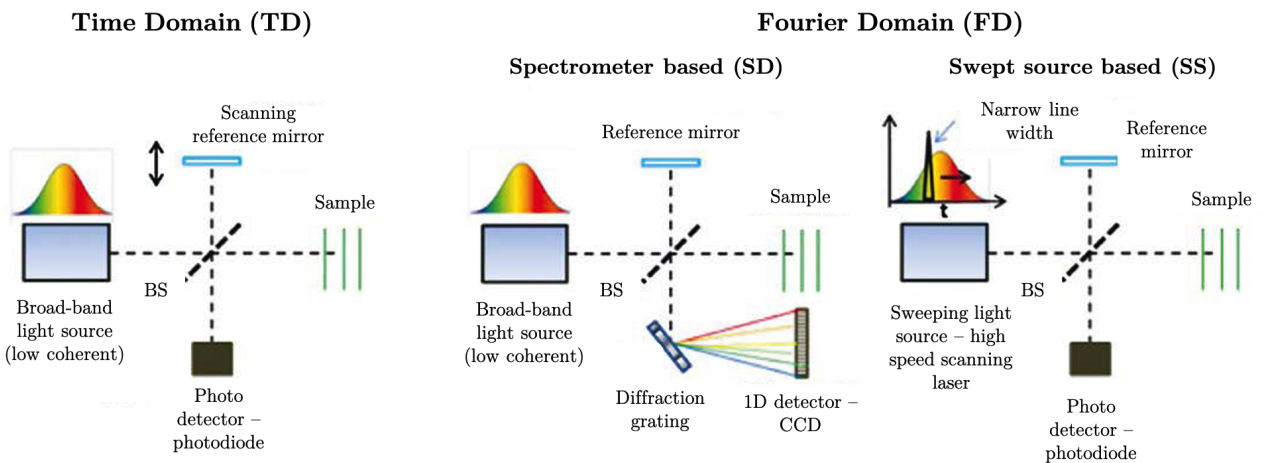 Time Domain (TD)
Fourier Domain (FD)
Spectrometer based (SD)
Swept source based (SS)
Scanning
reference mirror
Sample
BS
Broad-band
light source
(low coherent)
Photo
detector –
photodiode
Reference mirror
Sample
BS
Broad-band
light source
(low coherent)
Diffraction
grating
1D detector –
CCD
Narrow line
width
t
Reference
mirror
Sample
BS
Sweeping light
source – high
speed scanning
laser
Photo
detector –
photodiode